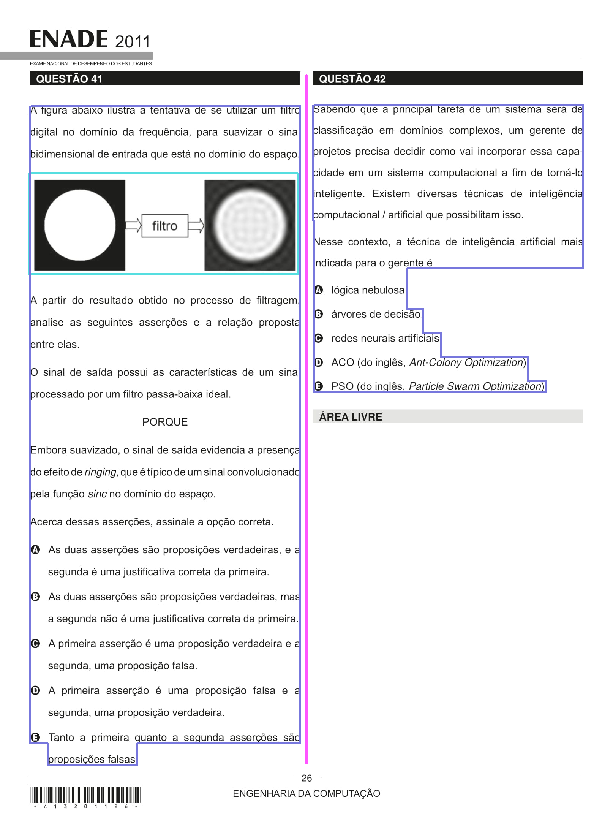 ENADE 2011
EXAME NACIONAL DE DESEMPENHO DOS ESTUDANTES
QUESTÃO 41
A figura abaixo ilustra a tentativa de se utilizar um filtro
digital no domínio da frequência, para suavizar o sina
bidimensional de entrada que está no domínio do espaço.
filtro
A partir do resultado obtido no processo de filtragem,
analise as seguintes asserções e a relação proposta
entre elas.
O sinal de saída possui as características de um sina
processado por um filtro passa-baixa ideal.
PORQUE
Embora suavizado, o sinal de saída evidencia a presença
do efeito de ringing, que é típico de um sinal convolucionado
pela função sinc no domínio do espaço.
Acerca dessas asserções, assinale a opção correta.
A As duas asserções são proposições verdadeiras, e a
segunda é uma justificativa correta da primeira.
B As duas asserções são proposições verdadeiras, mas
a segunda não é uma justificativa correta da primeira.
C A primeira asserção é uma proposição verdadeira e a
segunda, uma proposição falsa.
D A primeira asserção é uma proposição falsa e a
segunda, uma proposição verdadeira.
E Tanto a primeira quanto a segunda asserções são
proposições falsas
QUESTÃO 42
Sabendo que a principal tarefa de um sistema será de
classificação em domínios complexos, um gerente de
projetos precisa decidir como vai incorporar essa capa-
cidade em um sistema computacional a fim de torná-lo
inteligente. Existem diversas técnicas de inteligência
computacional / artificial que possibilitam isso.
Nesse contexto, a técnica de inteligência artificial mais
indicada para o gerente é
A lógica nebulosa
B árvores de decisão
C redes neurais artificiais
D ACO (do inglês, Ant-Colony Optimization)
E PSO (do inglês, Particle Swarm Optimization)
ÁREA LIVRE
26
ENGENHARIA DA COMPUTAÇÃO